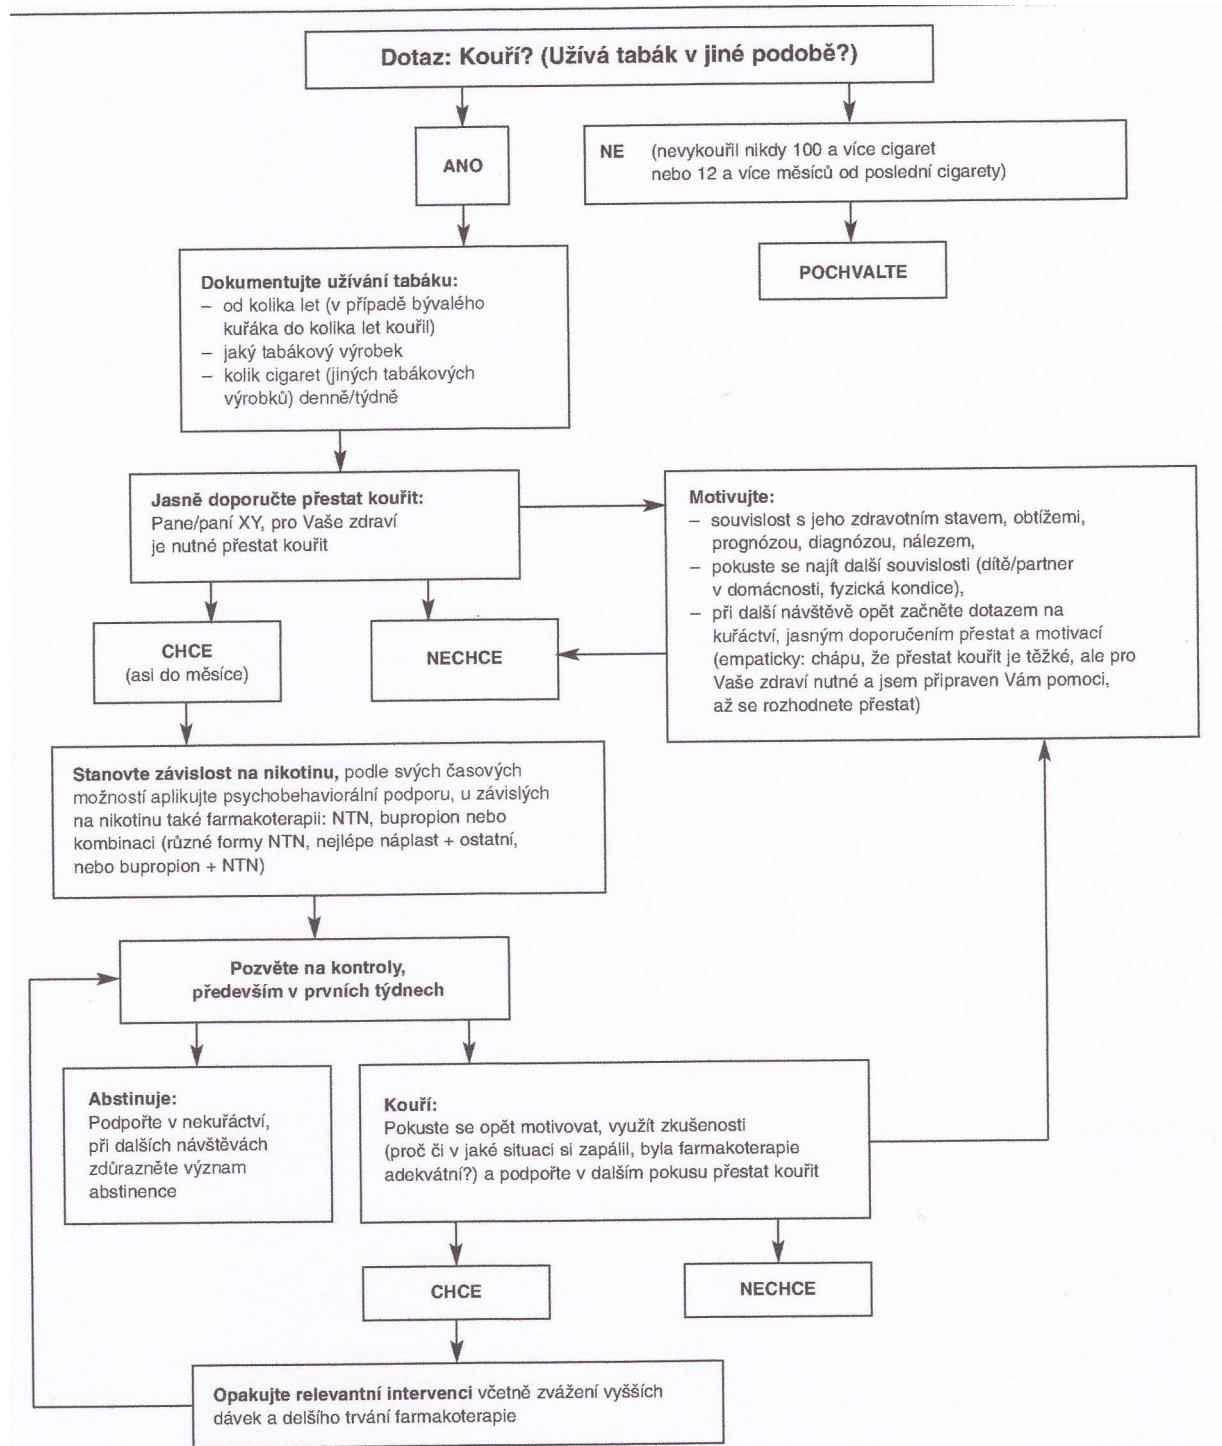 Dotaz: Kouří? (Užívá tabák v jiné podobě?)
ANO
NE (nevykouřil nikdy 100 a více cigaret
nebo 12 a více měsíců od poslední cigarety)
POCHVALTE
Dokumentujte užívání tabáku:
– od kolika let (v případě bývalého
kuřáka do kolika let kouřil)
– jaký tabákový výrobek
– kolik cigaret (jiných tabákových
výrobků) denně/týdně
Jasně doporučte přestat kouřit:
Pane/paní XY, pro Vaše zdraví
je nutné přestat kouřit
Motivujte:
– souvislost s jeho zdravotním stavem, obtížemi,
prognózou, diagnózou, nálezem,
– pokuste se najít další souvislosti (dítě/partner
v domácnosti, fyzická kondice),
– při další návštěvě opět začněte dotazem na
kuřáctví, jasným doporučením přestat a motivací
(empaticky: chápu, že přestat kouřit je těžké, ale pro
Vaše zdraví nutné a jsem připraven Vám pomoci,
až se rozhodnete přestat)
CHCE
(asi do měsíce)
NECHCE
Stanovte závislost na nikotinu, podle svých časových
možností aplikujte psychobehaviorální podporu, u závislých
na nikotinu také farmakoterapii: NTN, bupropion nebo
kombinaci (různé formy NTN, nejlépe náplast + ostatní,
nebo bupropion + NTN)
Pozvěte na kontroly,
především v prvních týdnech
Abstinuje:
Podpořte v nekuřáctví,
při dalších návštěvách
zdůrazněte význam
abstinence
Kouří:
Pokuste se opět motivovat, využít zkušenosti
(proč či v jaké situaci si zapálil, byla farmakoterapie
adekvátní?) a podpořte v dalším pokusu přestat kouřit
CHCE
NECHCE
Opakujte relevantní intervenci včetně zvážení vyšších
dávek a delšího trvání farmakoterapie